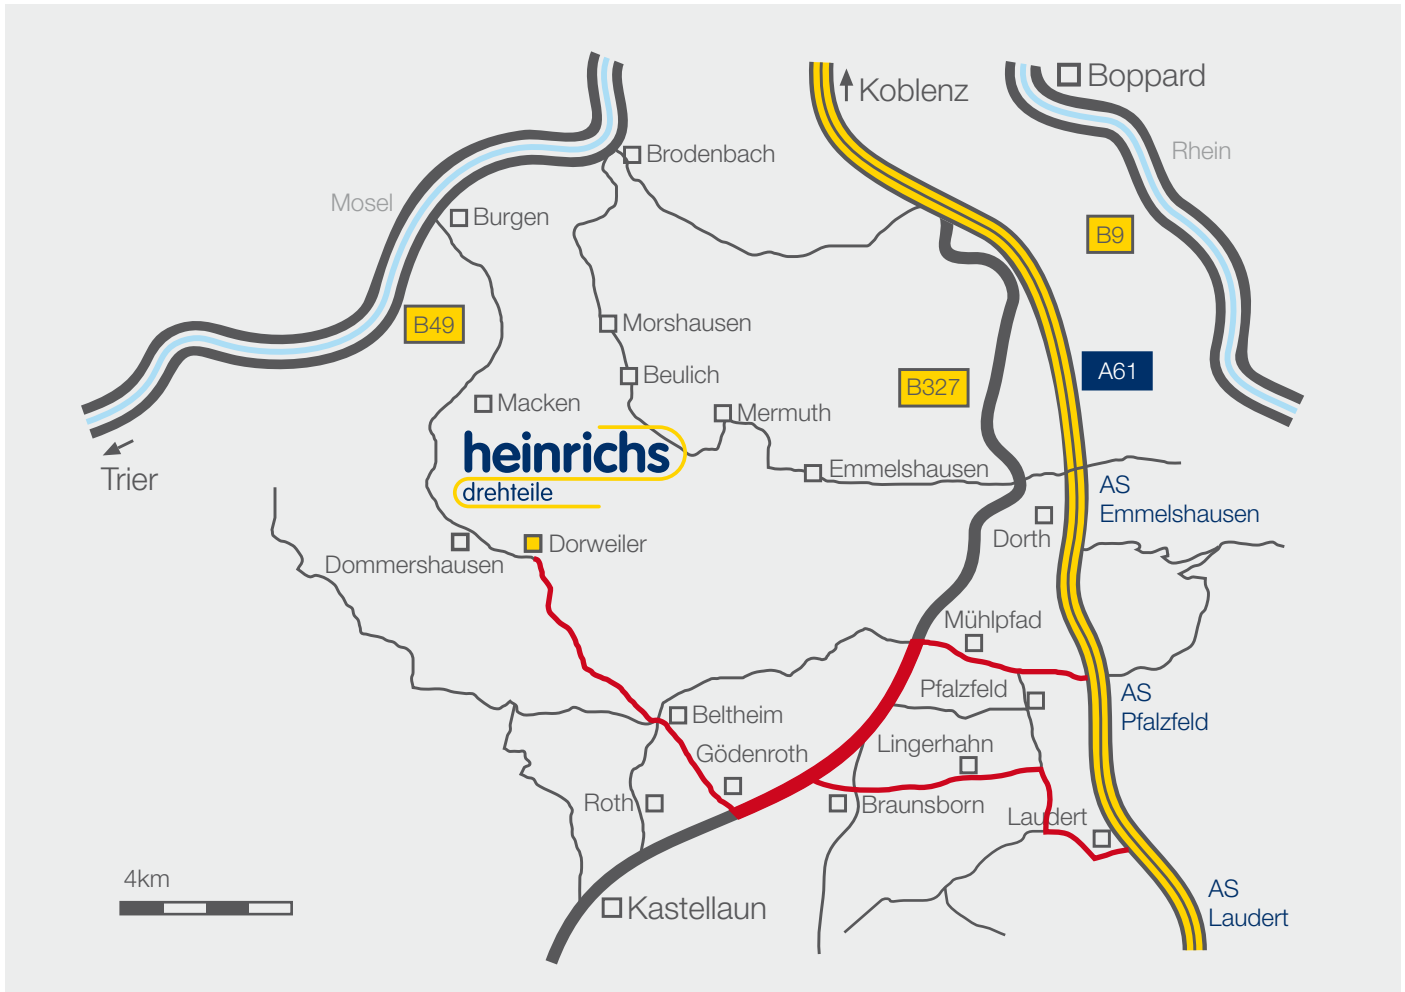 Boppard
Koblenz
Rhein
Brodenbach
Mosel
Burgen
B9
B49
Morshausen
Beulich
A61
B327
Macken
Mermuth
heinrichs
drehteile
Emmelshausen
Trier
AS
Emmelshausen
Dorth
Dorweiler
Dommershausen
Mühlpfad
Pfalzfeld
AS
Pfalzfeld
Beltheim
Lingerhahn
Gödenroth
Roth
Braunsborn
Laudert
4km
AS
Laudert
Kastellaun